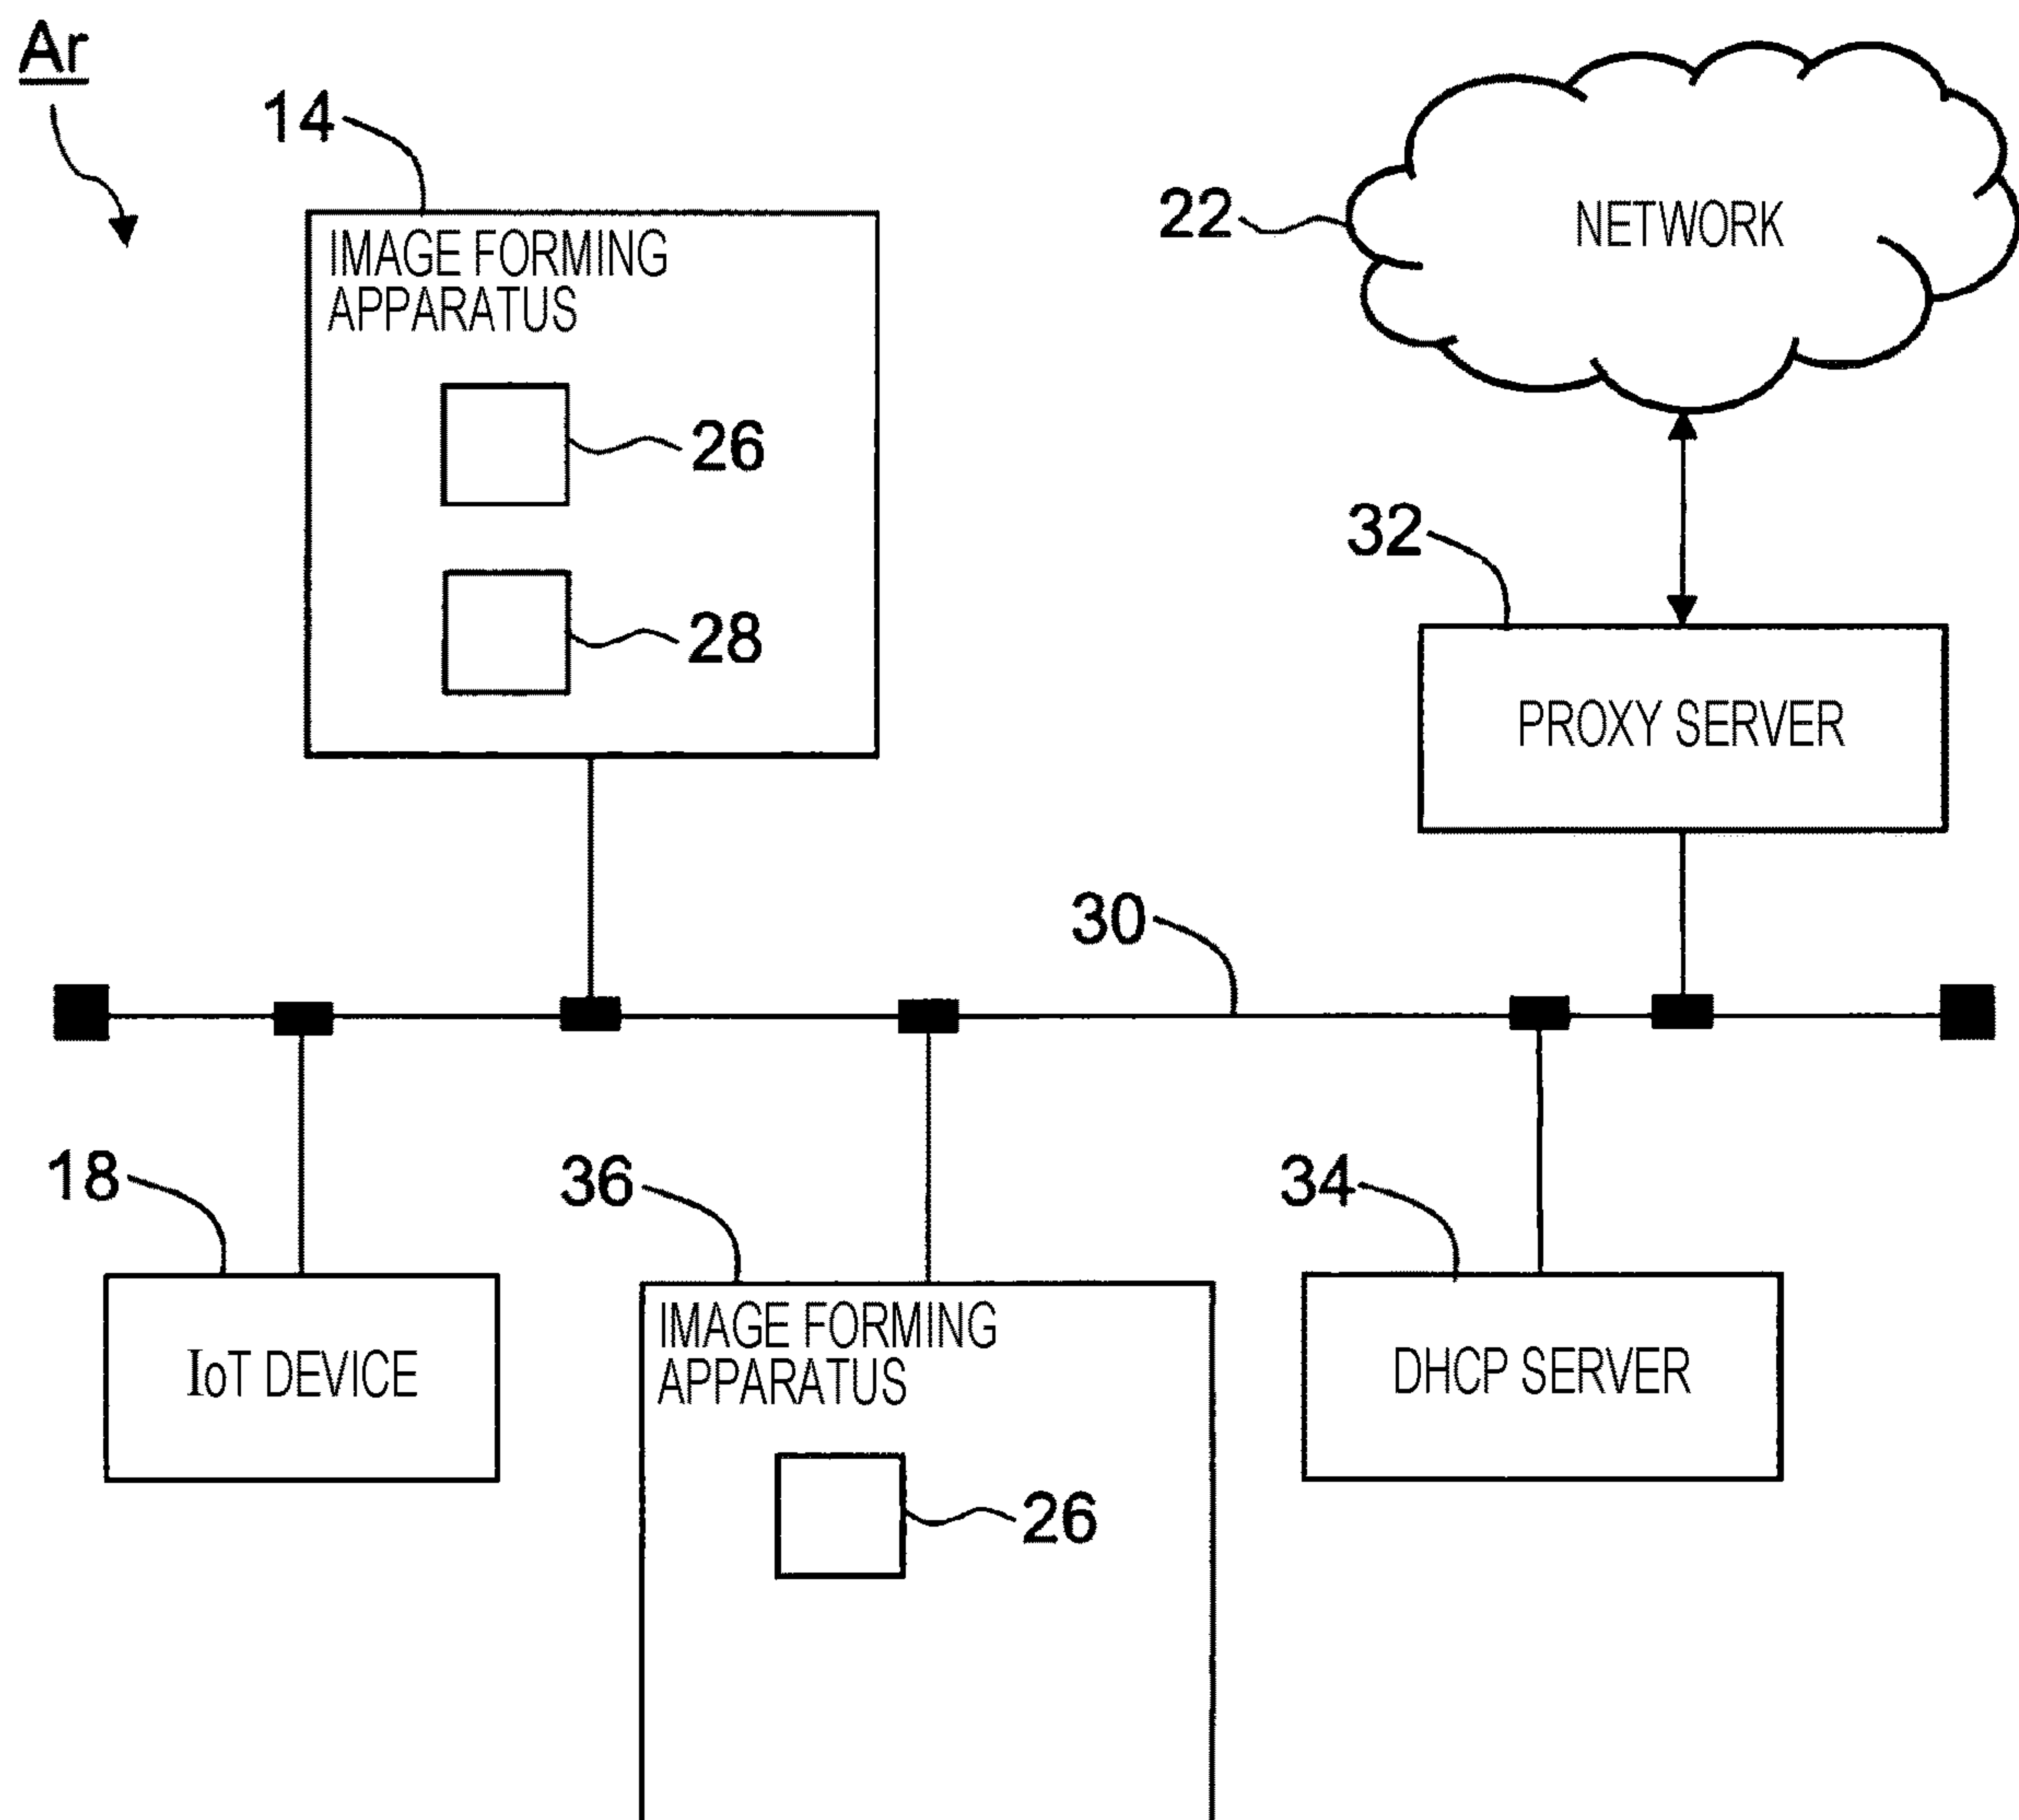 Ar
14
IMAGE FORMING
APPARATUS
26
28
22
NETWORK
32
PROXY SERVER
30
18
IoT DEVICE
36
IMAGE FORMING
APPARATUS
26
34
DHCP SERVER